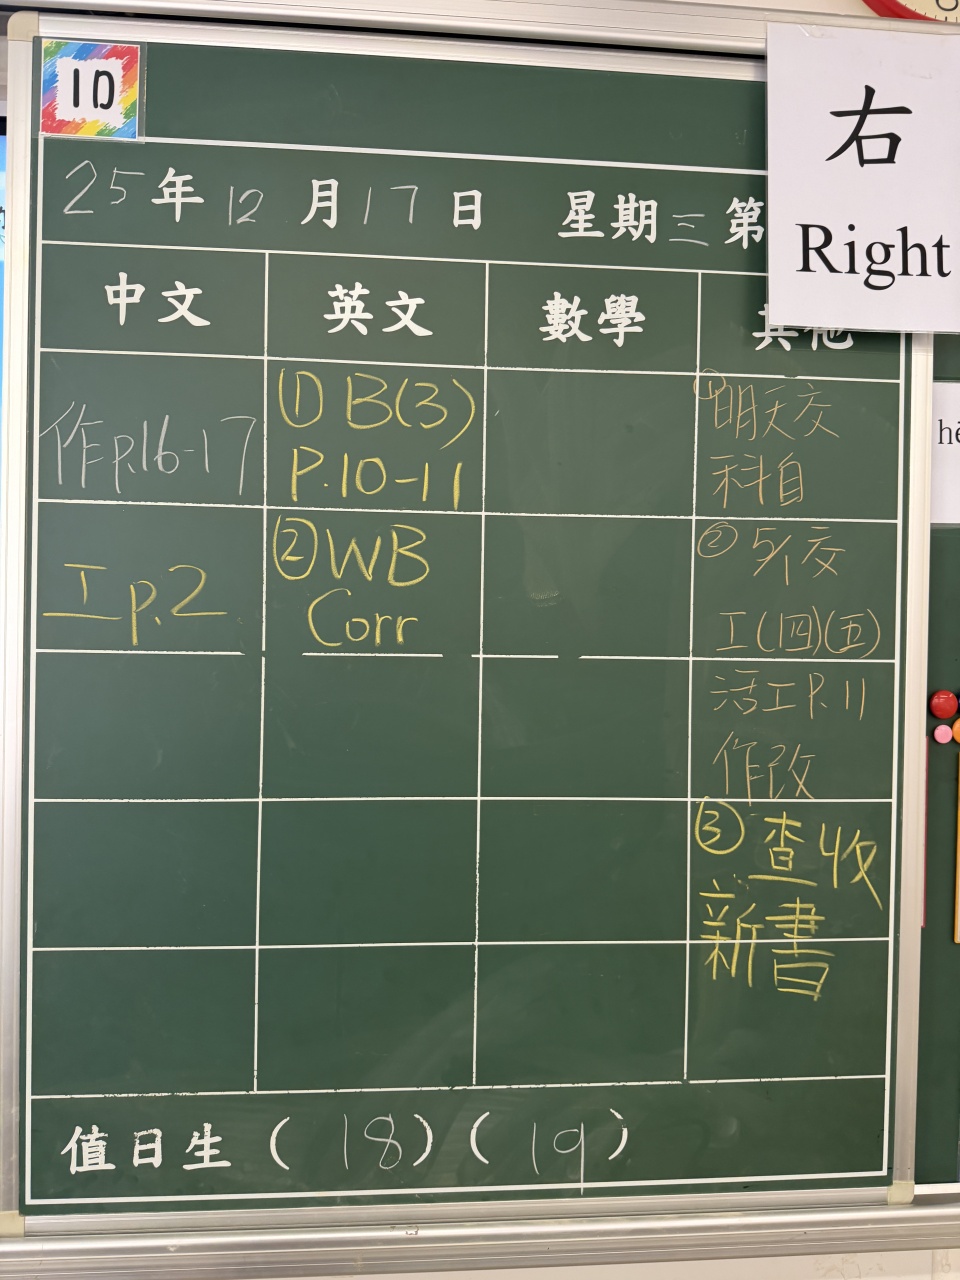 1D
右
Right
25年12月17日 星期三 第
中文 英文 數學 其他
作p.16-17
工p.2
① B(3)
P.10-11
② WB
Corr
① 明天交
科自
② 5/1交
工(四)(五)
活工P.11
作改
③ 查收
新書
值日生 ( 18 ) ( 19 )